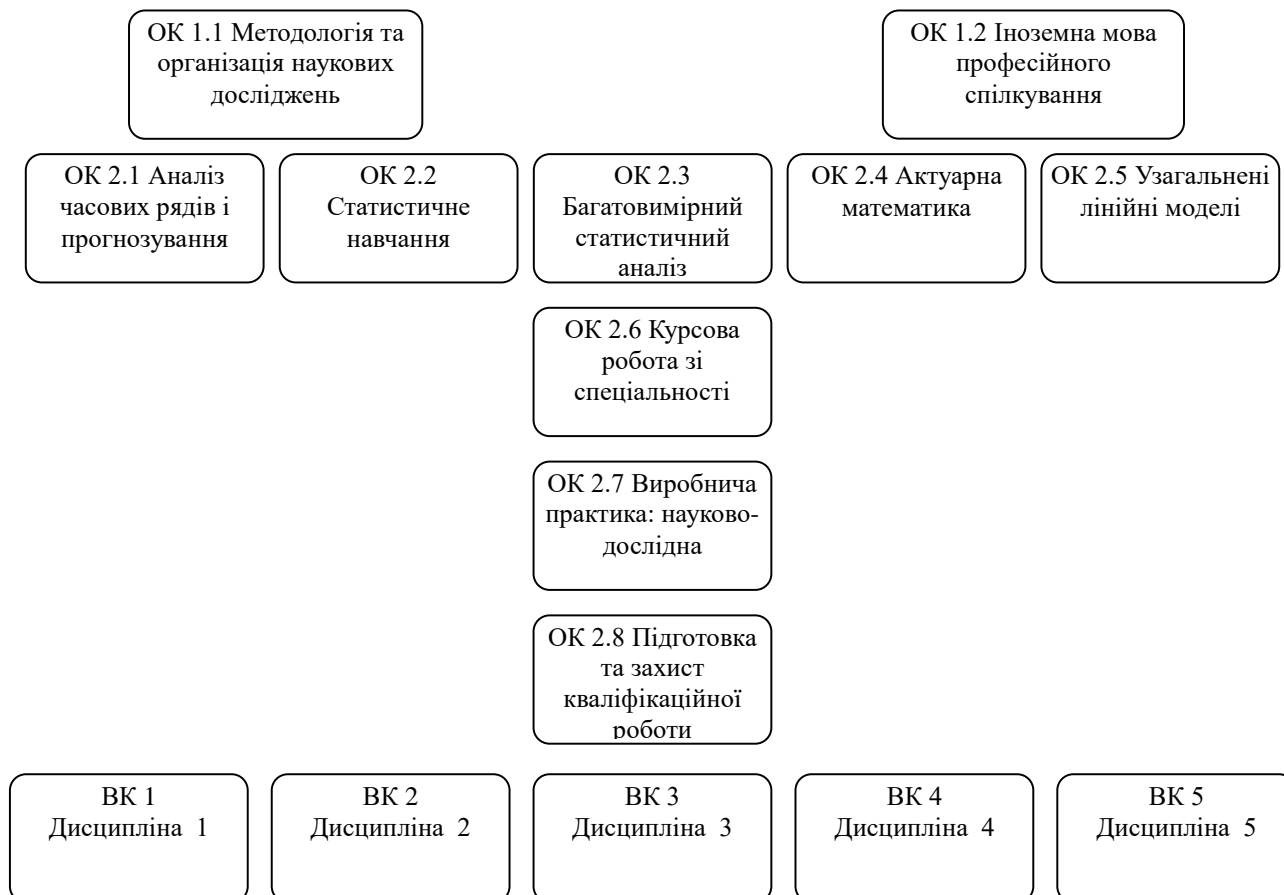 ОК 1.1 Методологія та
організація наукових
досліджень
ОК 1.2 Іноземна мова
професійного
спілкування
ОК 2.1 Аналіз
часових рядів і
прогнозування
ОК 2.2
Статистичне
навчання
ОК 2.3
Багатовимірний
статистичний
аналіз
ОК 2.4 Актуарна
математика
ОК 2.5 Узагальнені
лінійні моделі
ОК 2.6 Курсова
робота зі
спеціальності
ОК 2.7 Виробнича
практика: науково-
дослідна
ОК 2.8 Підготовка
та захист
кваліфікаційної
роботи
ВК 1
Дисципліна 1
ВК 2
Дисципліна 2
ВК 3
Дисципліна 3
ВК 4
Дисципліна 4
ВК 5
Дисципліна 5